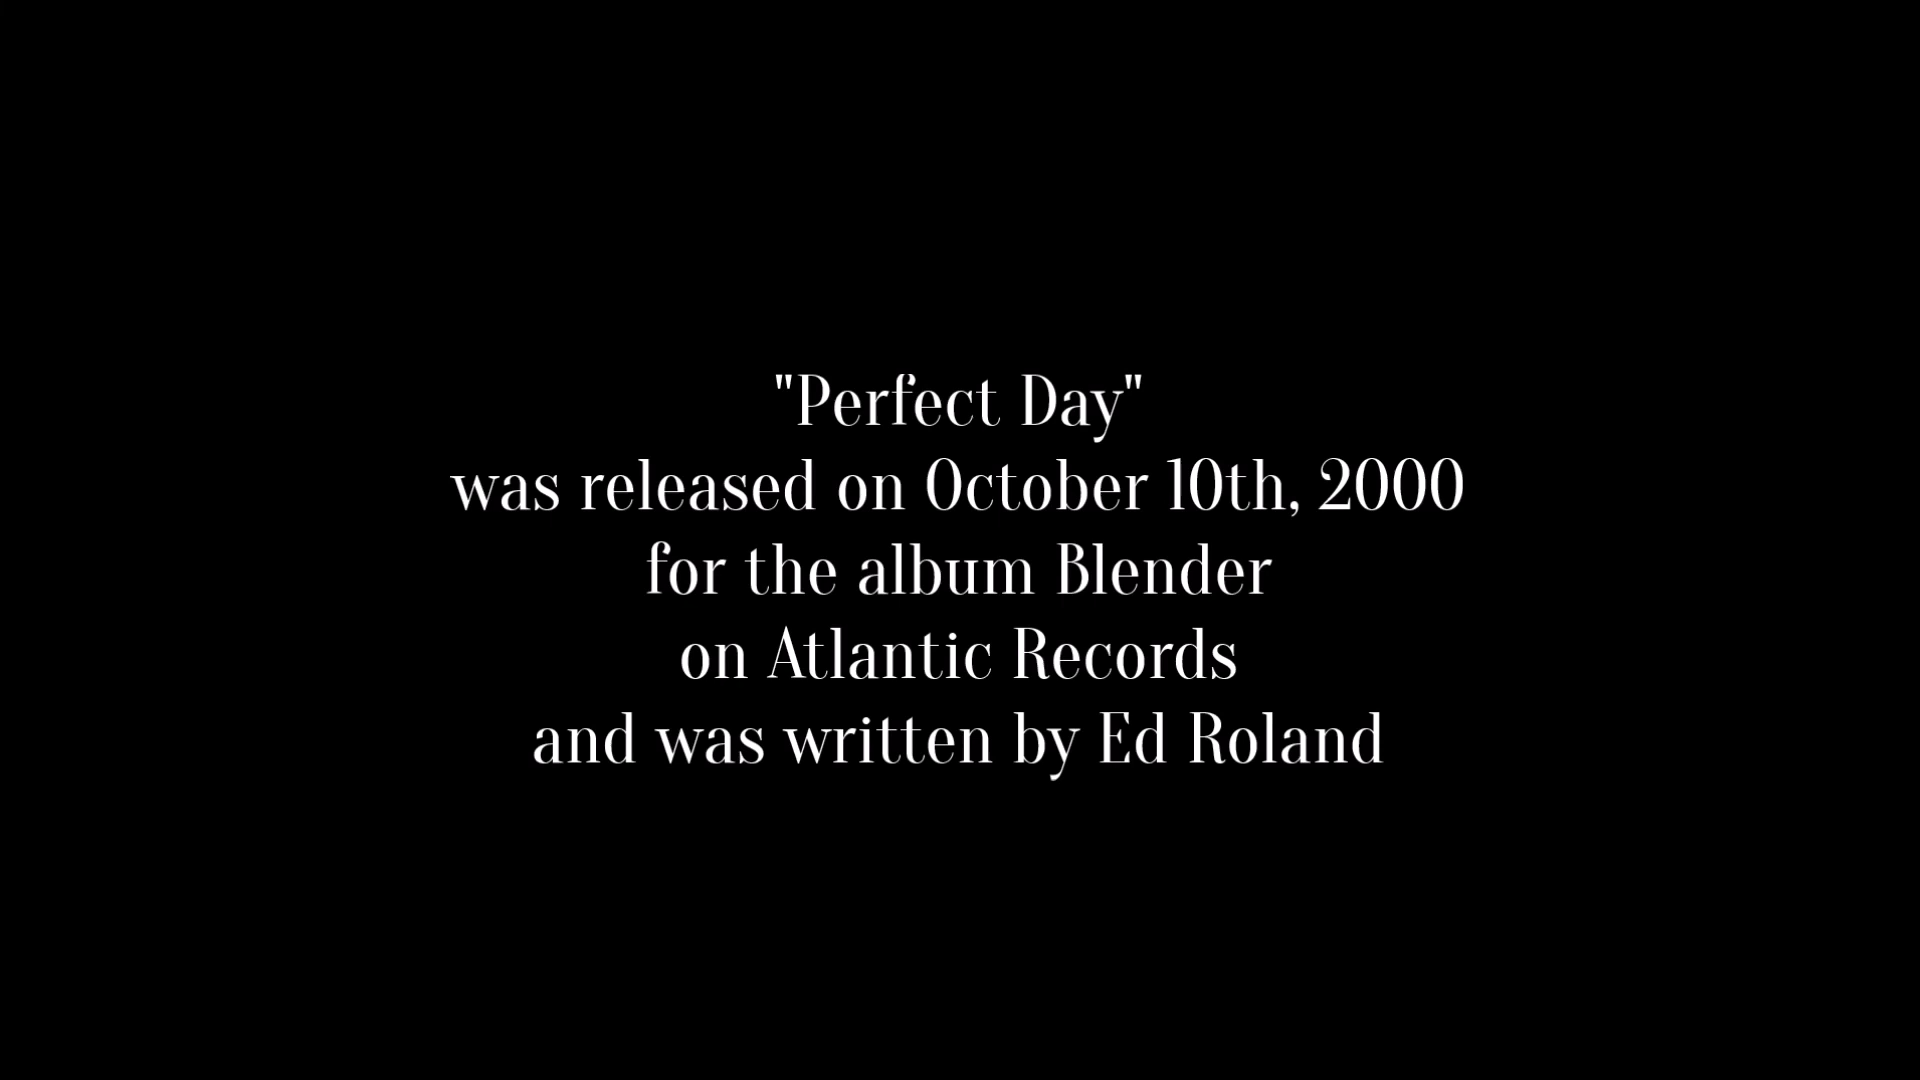 "Perfect Day"
was released on October 10th, 2000
for the album Blender
on Atlantic Records
and was written by Ed Roland